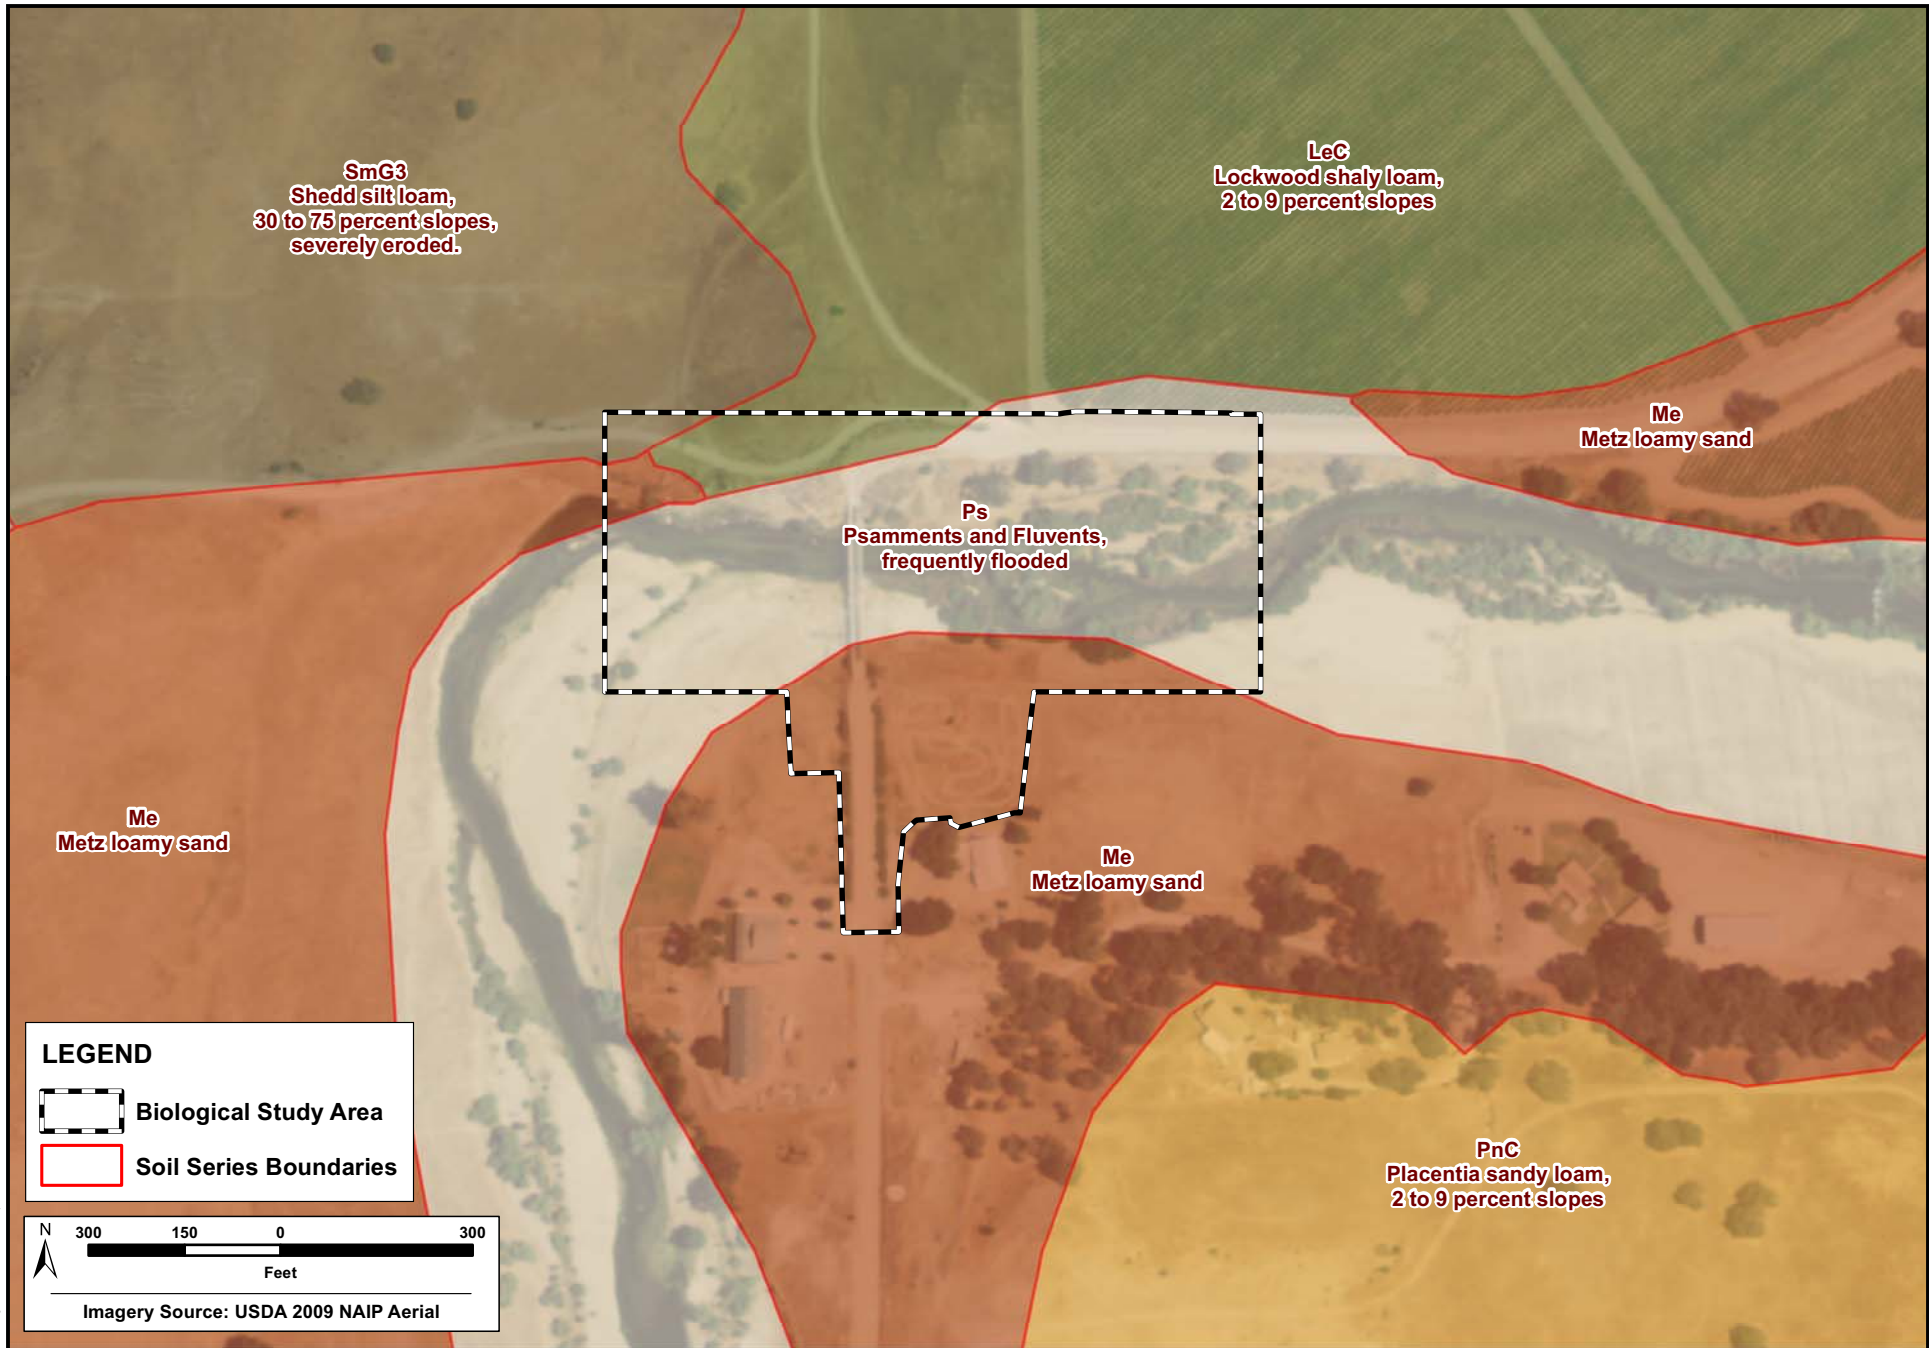 SmG3
Shedd silt loam,
30 to 75 percent slopes,
severely eroded.
LeC
Lockwood shaly loam,
2 to 9 percent slopes
Me
Metz loamy sand
Ps
Psamments and Fluvents,
frequently flooded
Me
Metz loamy sand
Me
Metz loamy sand
PnC
Placentia sandy loam,
2 to 9 percent slopes
LEGEND
Biological Study Area
Soil Series Boundaries
N
300 150 0 300
Feet
Imagery Source: USDA 2009 NAIP Aerial